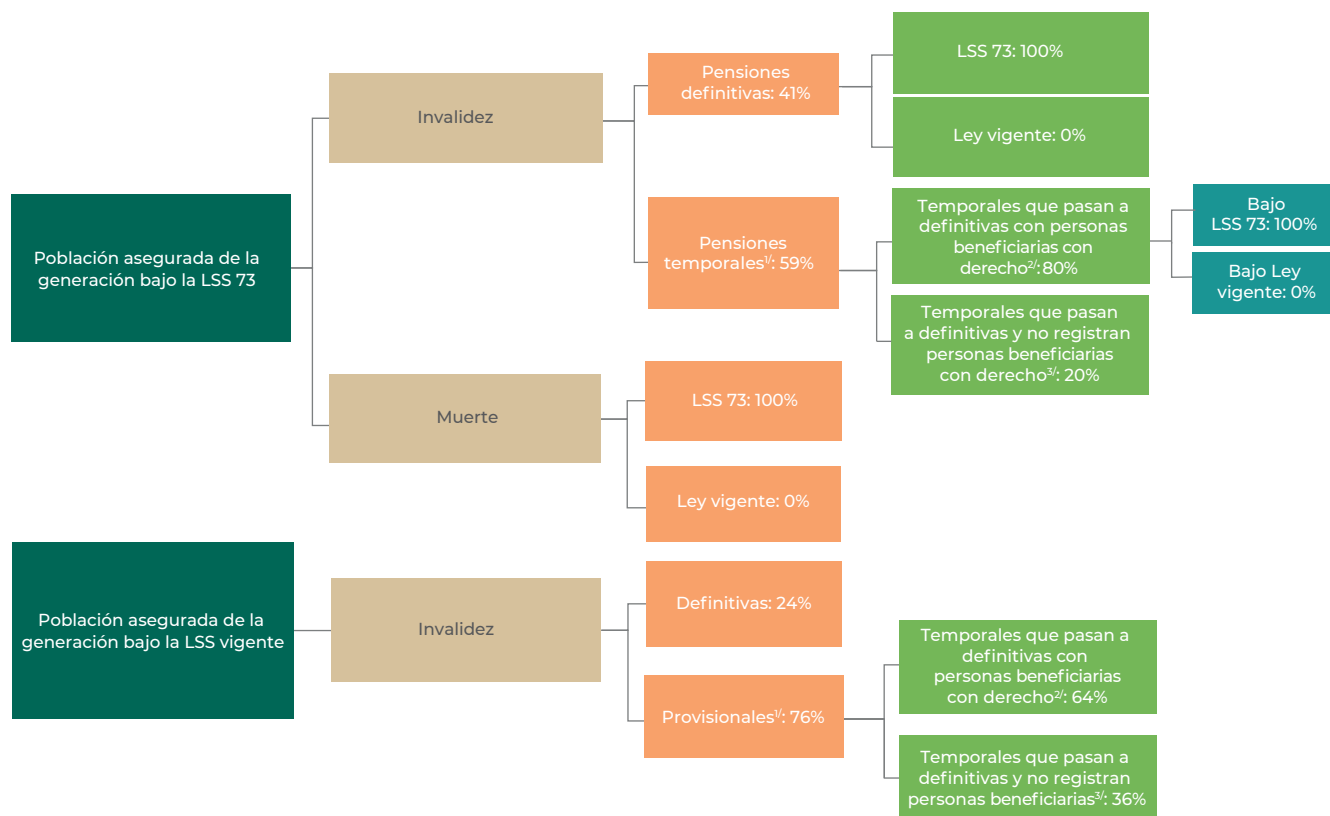 Población asegurada de la
generación bajo la LSS 73
Invalidez
Pensiones
definitivas: 41%
LSS 73: 100%
Ley vigente: 0%
Pensiones
temporales1/: 59%
Temporales que pasan a
definitivas con personas
beneficiarias con
derecho2/: 80%
Bajo
LSS 73: 100%
Bajo Ley
vigente: 0%
Temporales que pasan
a definitivas y no registran
personas beneficiarias
con derecho3/: 20%
Muerte
LSS 73: 100%
Ley vigente: 0%
Población asegurada de la
generación bajo la LSS vigente
Invalidez
Definitivas: 24%
Provisionales1/: 76%
Temporales que pasan a
definitivas con
personas beneficiarias
con derecho2/: 64%
Temporales que pasan a
definitivas y no registran
personas beneficiarias3/: 36%